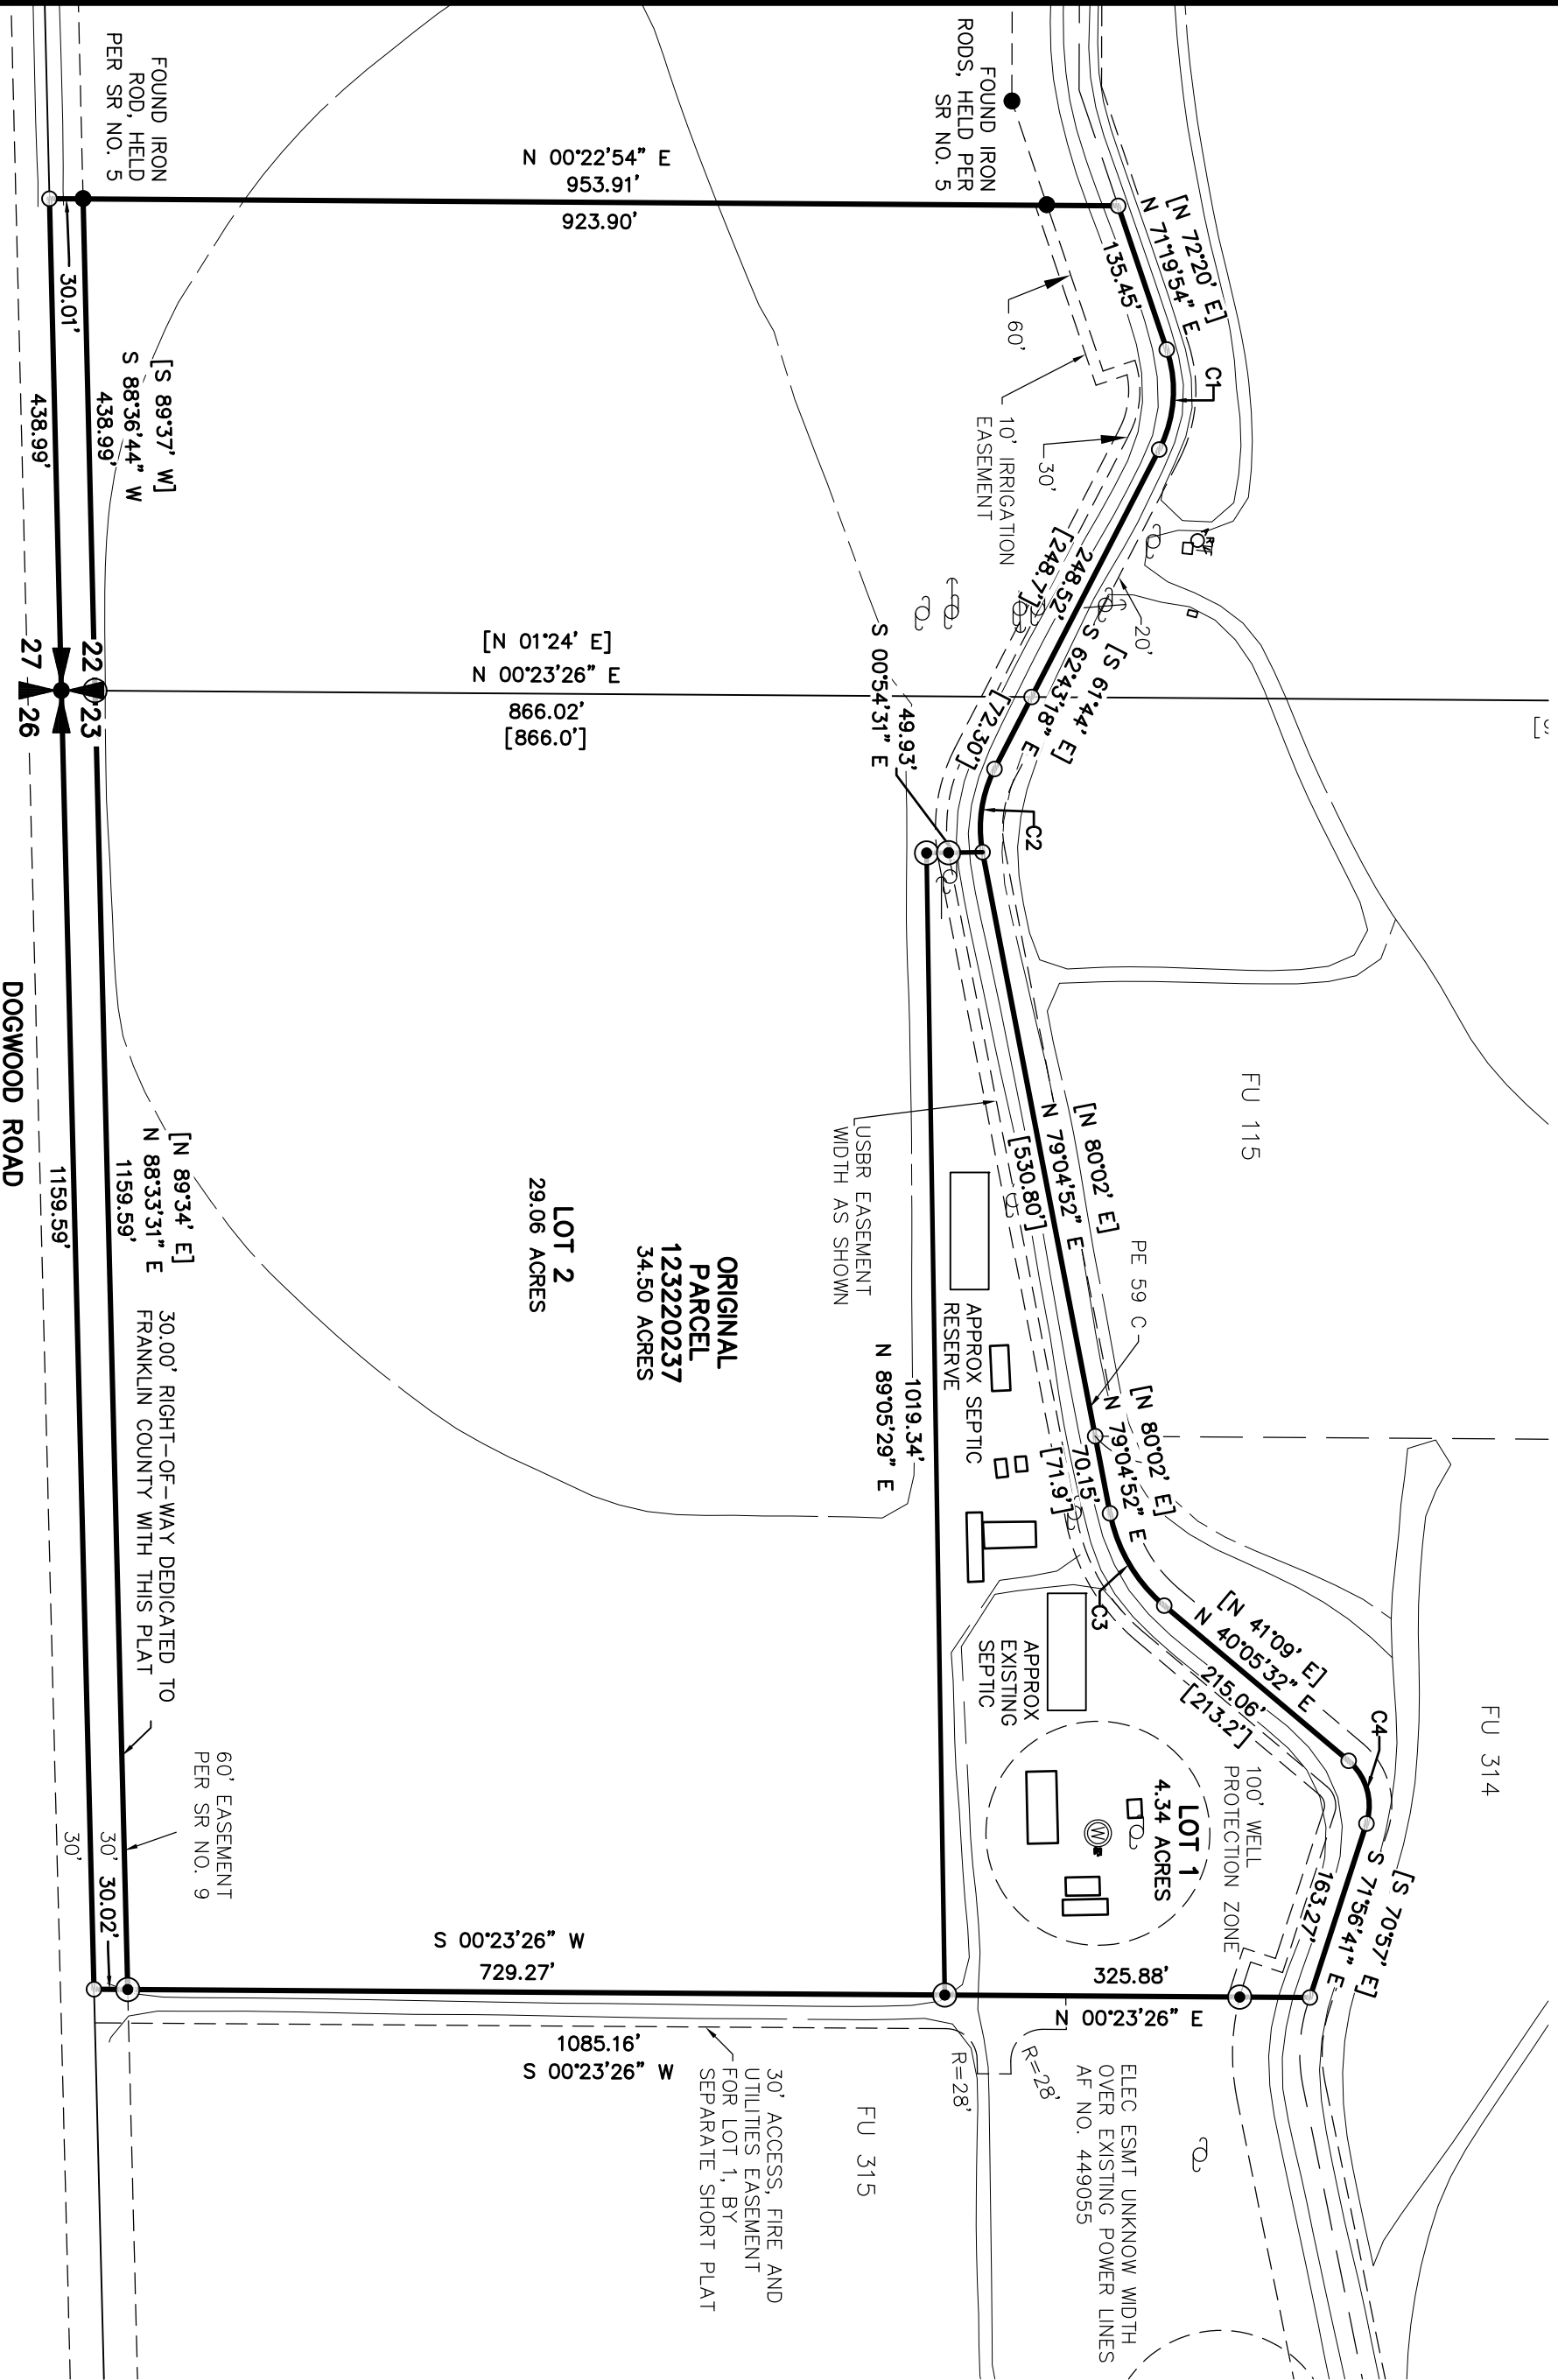 FOUND IRON
RODS, HELD PER
SR NO. 5
[N 72°20' E]
N 71°19'54" E
135.45'
C1
60'
10' IRRIGATION
EASEMENT
30'
20'
[S 61°44' E]
S 62°43'18" E
248.52'
[248.7']
[72.30']
C2
49.93'
S 00°54'31" E
FU 115
[N 80°02' E]
N 79°04'52" E
[530.80']
PE 59 C
[N 80°02' E]
N 79°04'52" E
70.15'
[71.9']
C3
[N 41°09' E]
N 40°05'32" E
215.06'
[213.2']
C4
FU 314
[S 70°57' E]
S 71°56'41" E
163.27'
100' WELL
PROTECTION ZONE
LOT 1
4.34 ACRES
W
APPROX
EXISTING
SEPTIC
APPROX SEPTIC
RESERVE
USBR EASEMENT
WIDTH AS SHOWN
1019.34'
N 89°05'29" E
325.88'
N 00°23'26" E
ELEC ESMT UNKNOW WIDTH
OVER EXISTING POWER LINES
AF NO. 449055
R=28'
R=28'
FU 315
N 00°22'54" E
953.91'
923.90'
[N 01°24' E]
N 00°23'26" E
866.02'
[866.0']
ORIGINAL
PARCEL
123220237
34.50 ACRES
LOT 2
29.06 ACRES
S 00°23'26" W
729.27'
1085.16'
S 00°23'26" W
30' ACCESS, FIRE AND
UTILITIES EASEMENT
FOR LOT 1, BY
SEPARATE SHORT PLAT
FOUND IRON
ROD, HELD
PER SR NO. 5
30.01'
[S 89°37' W]
S 88°36'44" W
438.99'
438.99'
22
23
27
26
[N 89°34' E]
N 88°33'31" E
1159.59'
1159.59'
30.00' RIGHT-OF-WAY DEDICATED TO
FRANKLIN COUNTY WITH THIS PLAT
60' EASEMENT
PER SR NO. 9
30'
30.02'
30'
DOGWOOD ROAD